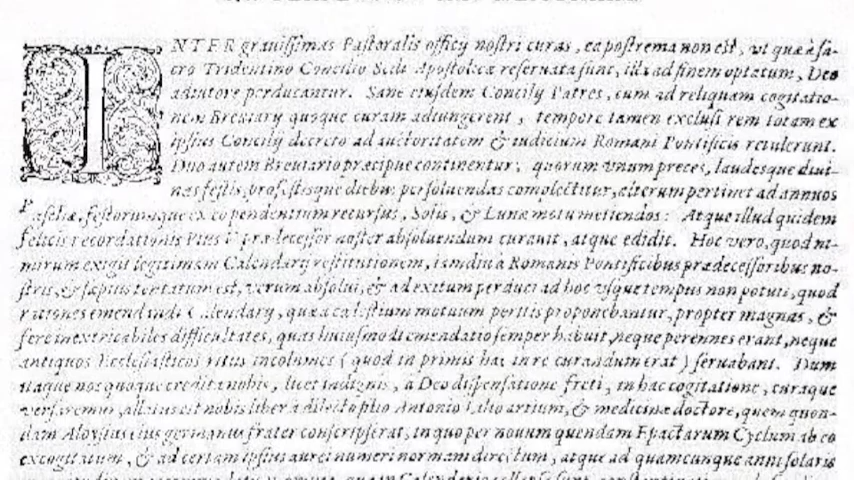 INTER grauissimas Pastoralis officij nostri curas, ea postrema non est, vt quæ à sa-
cro Tridentino Concilio Sedi Apostolicæ reseruata sunt, illa ad finem optatum, Deo
adiutore perducantur. Sane eiusdem Concilij Patres, cum ad reliquam cogitatio-
nem Breuiarij quoque curam adiungerent, tempore tamen exclusi rem totam ex
ipsius Concilij decreto ad auctoritatem & iudicium Romani Pontificis retulerunt.
Duo autem Breuiario præcipue continentur, quorum vnum preces, laudesque diui-
nas festis, profestisque diebus persoluendas complectitur, alterum pertinet ad annuos
Paschæ, festorumque ex eo pendentium recursus, Solis, & Lunæ motu metiendos: Atque illud quidem
felicis recordationis Pius V prædecessor noster absoluendum curauit, atque edidit. Hoc vero, quod ni-
mirum exigit legitimam Calendarij restitutionem, iamdiu à Romanis Pontificibus prædecessoribus no-
stris, & sæpius tentatum est, verum absolui, & ad exitum perduci ad hoc vsque tempus non potuit, quod
rationes emendandi Calendarij, quæ a cælestium motuum peritis proponebantur, propter magnas, &
fere inextricabiles difficultates, quas huiusmodi emendatio semper habuit, neque perennes erant, neque
antiquos Ecclesiasticos ritus incolumes (quod in primis hac in re curandum erat) seruabant. Dum
itaque nos quoque credita nobis, licet indignis, a Deo dispensatione freti, in hac cogitatione, curaque
versaremur, allatus est nobis liber a dilecto filio Antonio Lilio artium, & medicinæ doctore, quem quon-
dam Aloysius eius germanus frater conscripserat, in quo per nouum quendam Epactarum Cyclum ab eo
excogitatum, & ad certam ipsius aurei numeri normam directum, atque ad quamcunque anni solaris